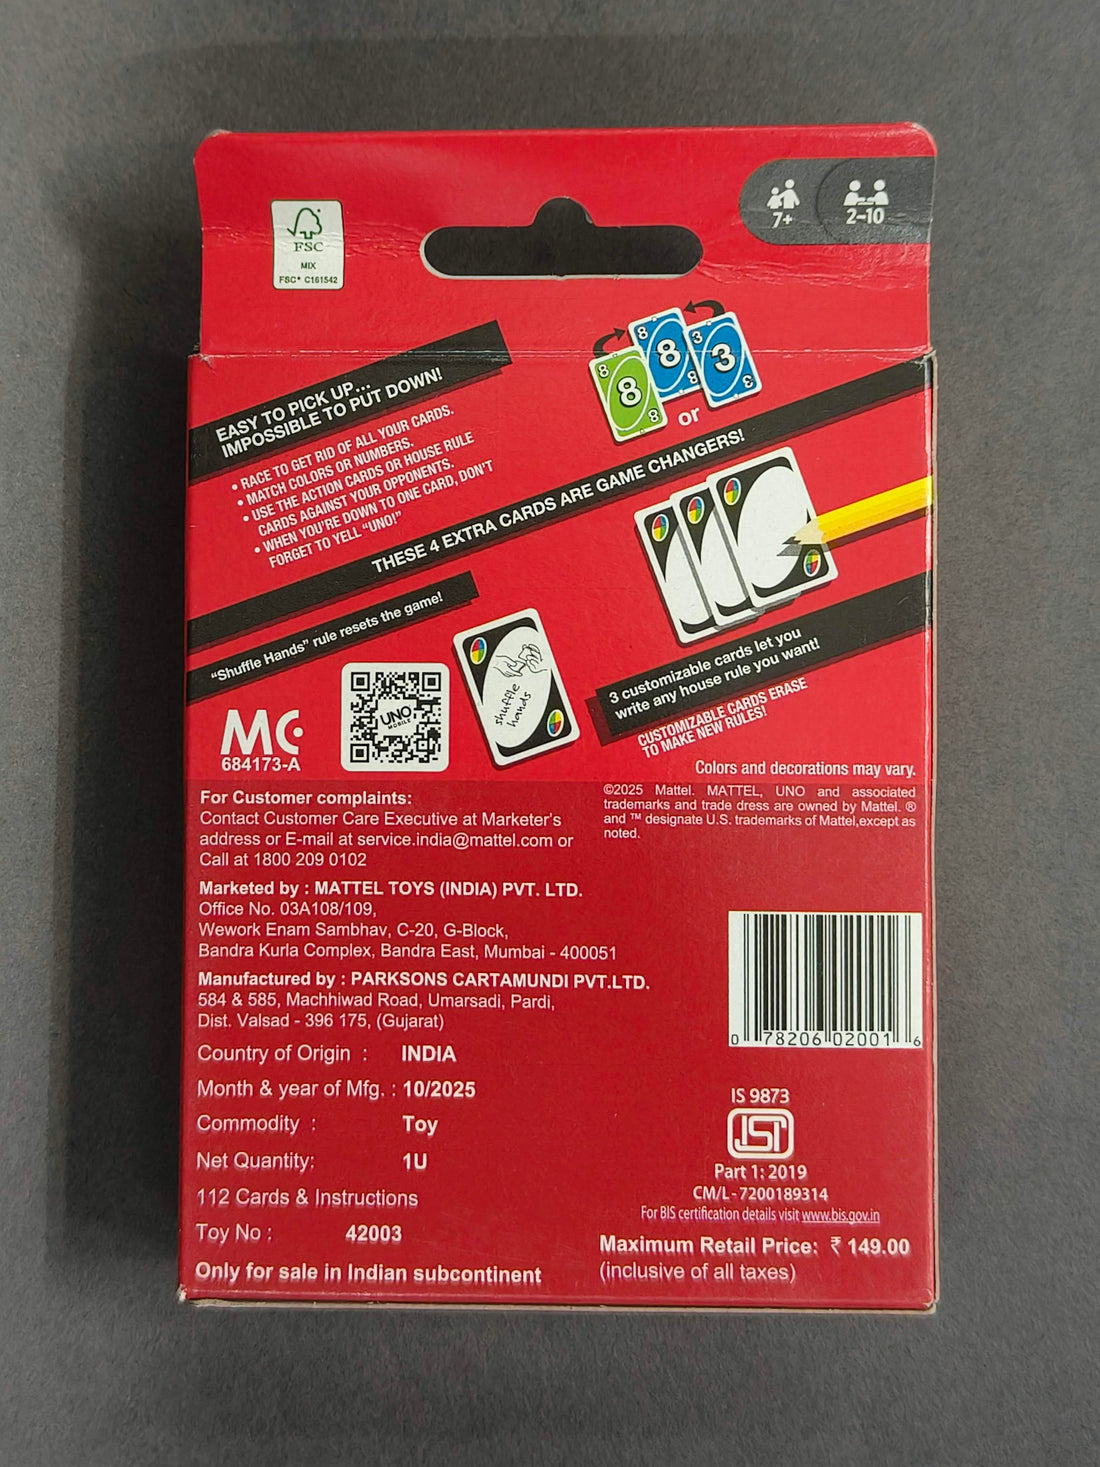 FSC
MIX
FSC® C161542
7+
2-10
EASY TO PICK UP...
IMPOSSIBLE TO PUT DOWN!
• RACE TO GET RID OF ALL YOUR CARDS.
• MATCH COLORS OR NUMBERS.
• USE THE ACTION CARDS OR HOUSE RULE
CARDS AGAINST YOUR OPPONENTS.
• WHEN YOU'RE DOWN TO ONE CARD, DON'T
FORGET TO YELL "UNO!"
8
8
8
8
8
8
3
3
3
or
THESE 4 EXTRA CARDS ARE GAME CHANGERS!
"Shuffle Hands" rule resets the game!
shuffle
hands
3 customizable cards let you
write any house rule you want!
CUSTOMIZABLE CARDS ERASE
TO MAKE NEW RULES!
MC
684173-A
UNO
MOBILE
Colors and decorations may vary.
©2025 Mattel. MATTEL, UNO and associated
trademarks and trade dress are owned by Mattel. ®
and ™ designate U.S. trademarks of Mattel,except as
noted.
For Customer complaints:
Contact Customer Care Executive at Marketer's
address or E-mail at service.india@mattel.com or
Call at 1800 209 0102
Marketed by : MATTEL TOYS (INDIA) PVT. LTD.
Office No. 03A108/109,
Wework Enam Sambhav, C-20, G-Block,
Bandra Kurla Complex, Bandra East, Mumbai - 400051
Manufactured by : PARKSONS CARTAMUNDI PVT.LTD.
584 & 585, Machhiwad Road, Umarsadi, Pardi,
Dist. Valsad - 396 175, (Gujarat)
Country of Origin : INDIA
Month & year of Mfg. : 10/2025
Commodity : Toy
Net Quantity: 1U
112 Cards & Instructions
Toy No : 42003
Only for sale in Indian subcontinent
0 78206 02001 6
IS 9873
ISI
Part 1: 2019
CM/L - 7200189314
For BIS certification details visit www.bis.gov.in
Maximum Retail Price: ₹ 149.00
(inclusive of all taxes)